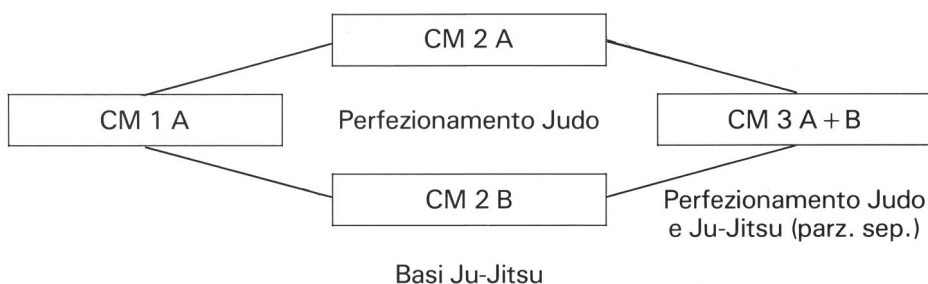 CM 2 A
CM 1 A
Perfezionamento Judo
CM 3 A + B
CM 2 B
Perfezionamento Judo
e Ju-Jitsu (parz. sep.)
Basi Ju-Jitsu